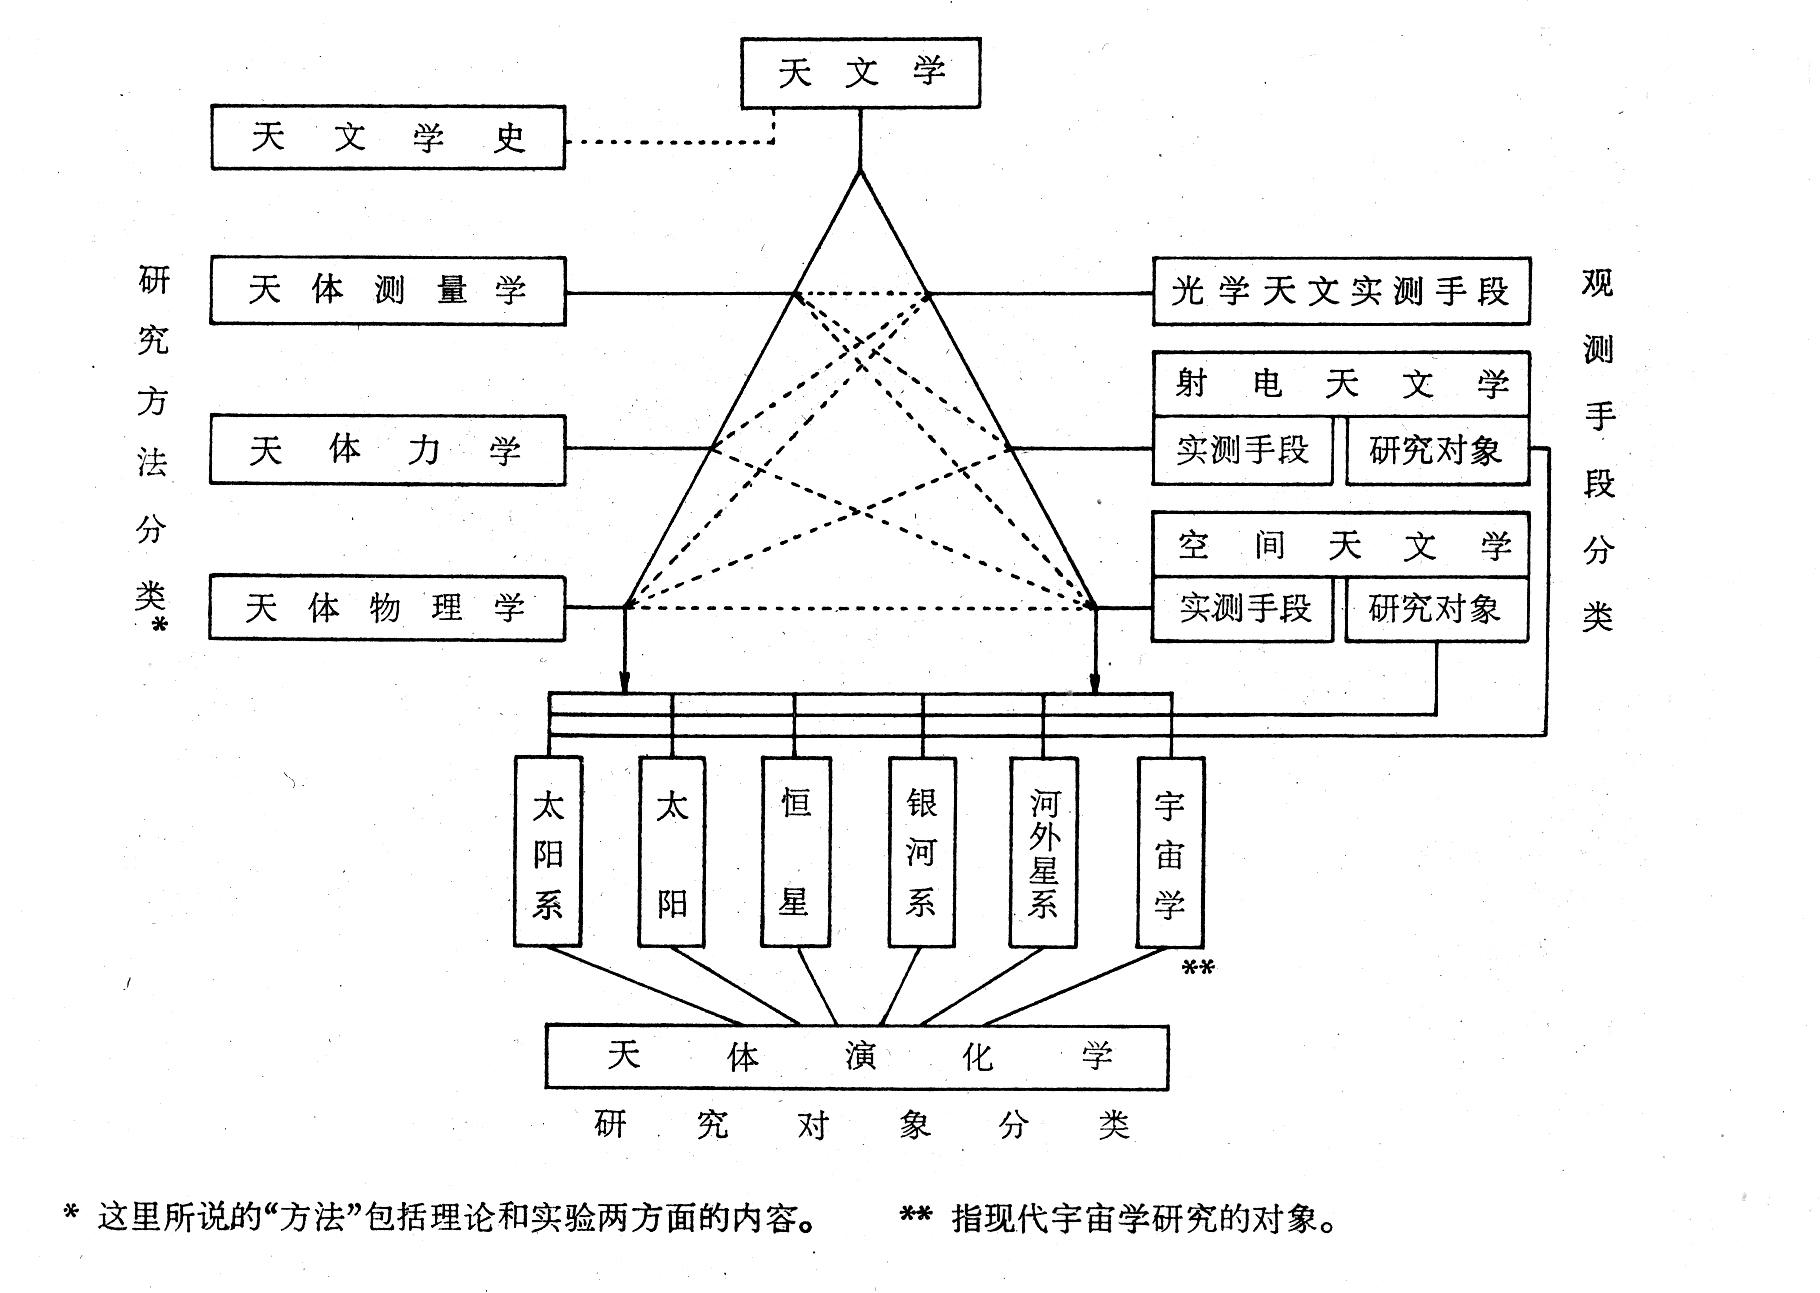 天文学
天文学史
研究方法分类*
天体测量学
天体力学
天体物理学
光学天文实测手段
射电天文学
实测手段
研究对象
空间天文学
实测手段
研究对象
观测手段分类
太阳系
太阳
恒星
银河系
河外星系
宇宙学
**
天体演化学
研究对象分类
* 这里所说的“方法”包括理论和实验两方面的内容。
** 指现代宇宙学研究的对象。